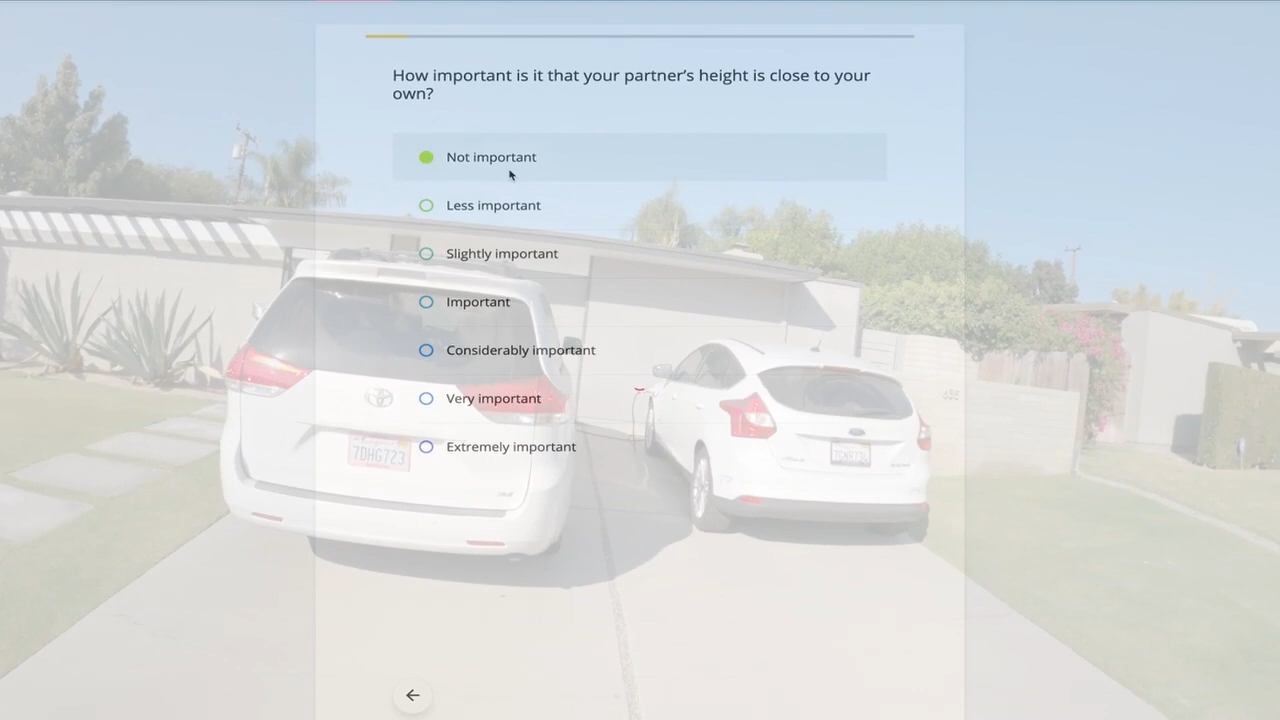 How important is it that your partner’s height is close to your
own?
Not important
Less important
Slightly important
Important
Considerably important
Very important
Extremely important
7DHG723